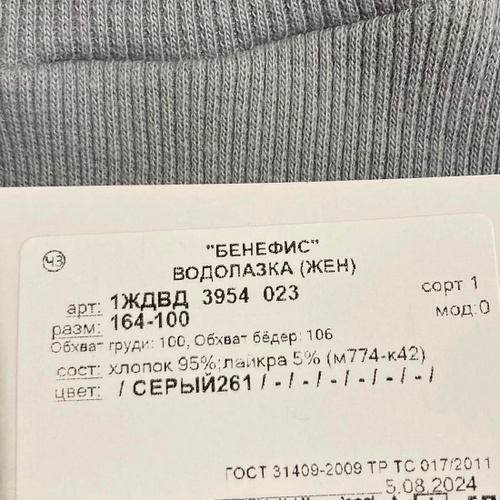 ЧЗ
"БЕНЕФИС"
ВОДОЛАЗКА (ЖЕН)
арт: 1ЖДВД 3954 023 сорт 1
разм: 164-100 мод:0
Обхват груди: 100, Обхват бёдер: 106
сост: хлопок 95%;лайкра 5% (м774-к42)
цвет: / СЕРЫЙ261 / - / - / - / - / - / - /
ГОСТ 31409-2009 ТР ТС 017/2011
5.08.2024